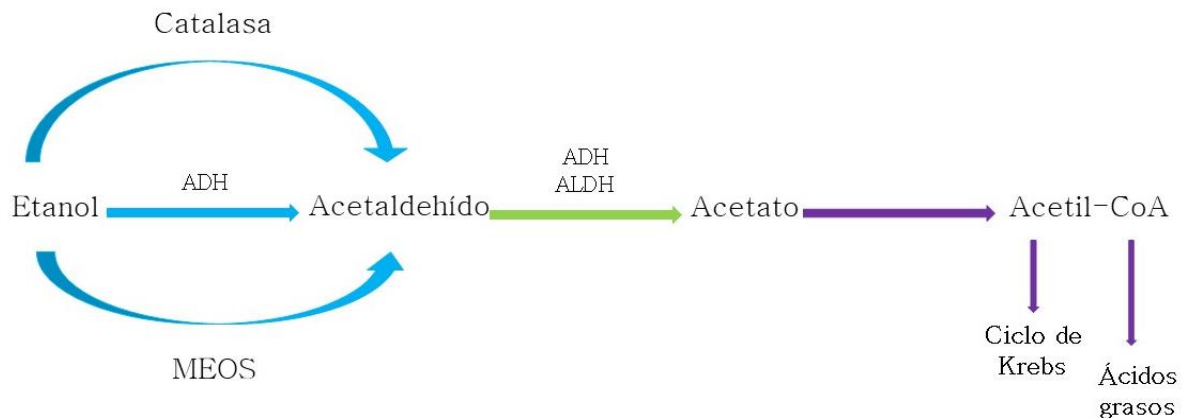 Catalasa
ADH
ADH
ALDH
Etanol
Acetaldehído
Acetato
Acetil-CoA
MEOS
Ciclo de
Krebs
Ácidos
grasos